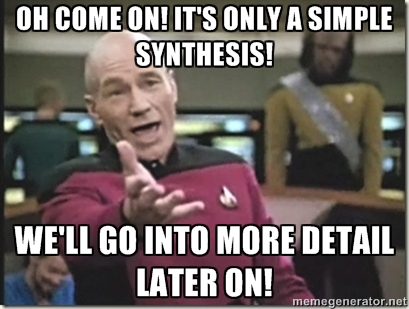 OH COME ON! IT'S ONLY A SIMPLE
SYNTHESIS!
WE'LL GO INTO MORE DETAIL
LATER ON!
memegenerator.net